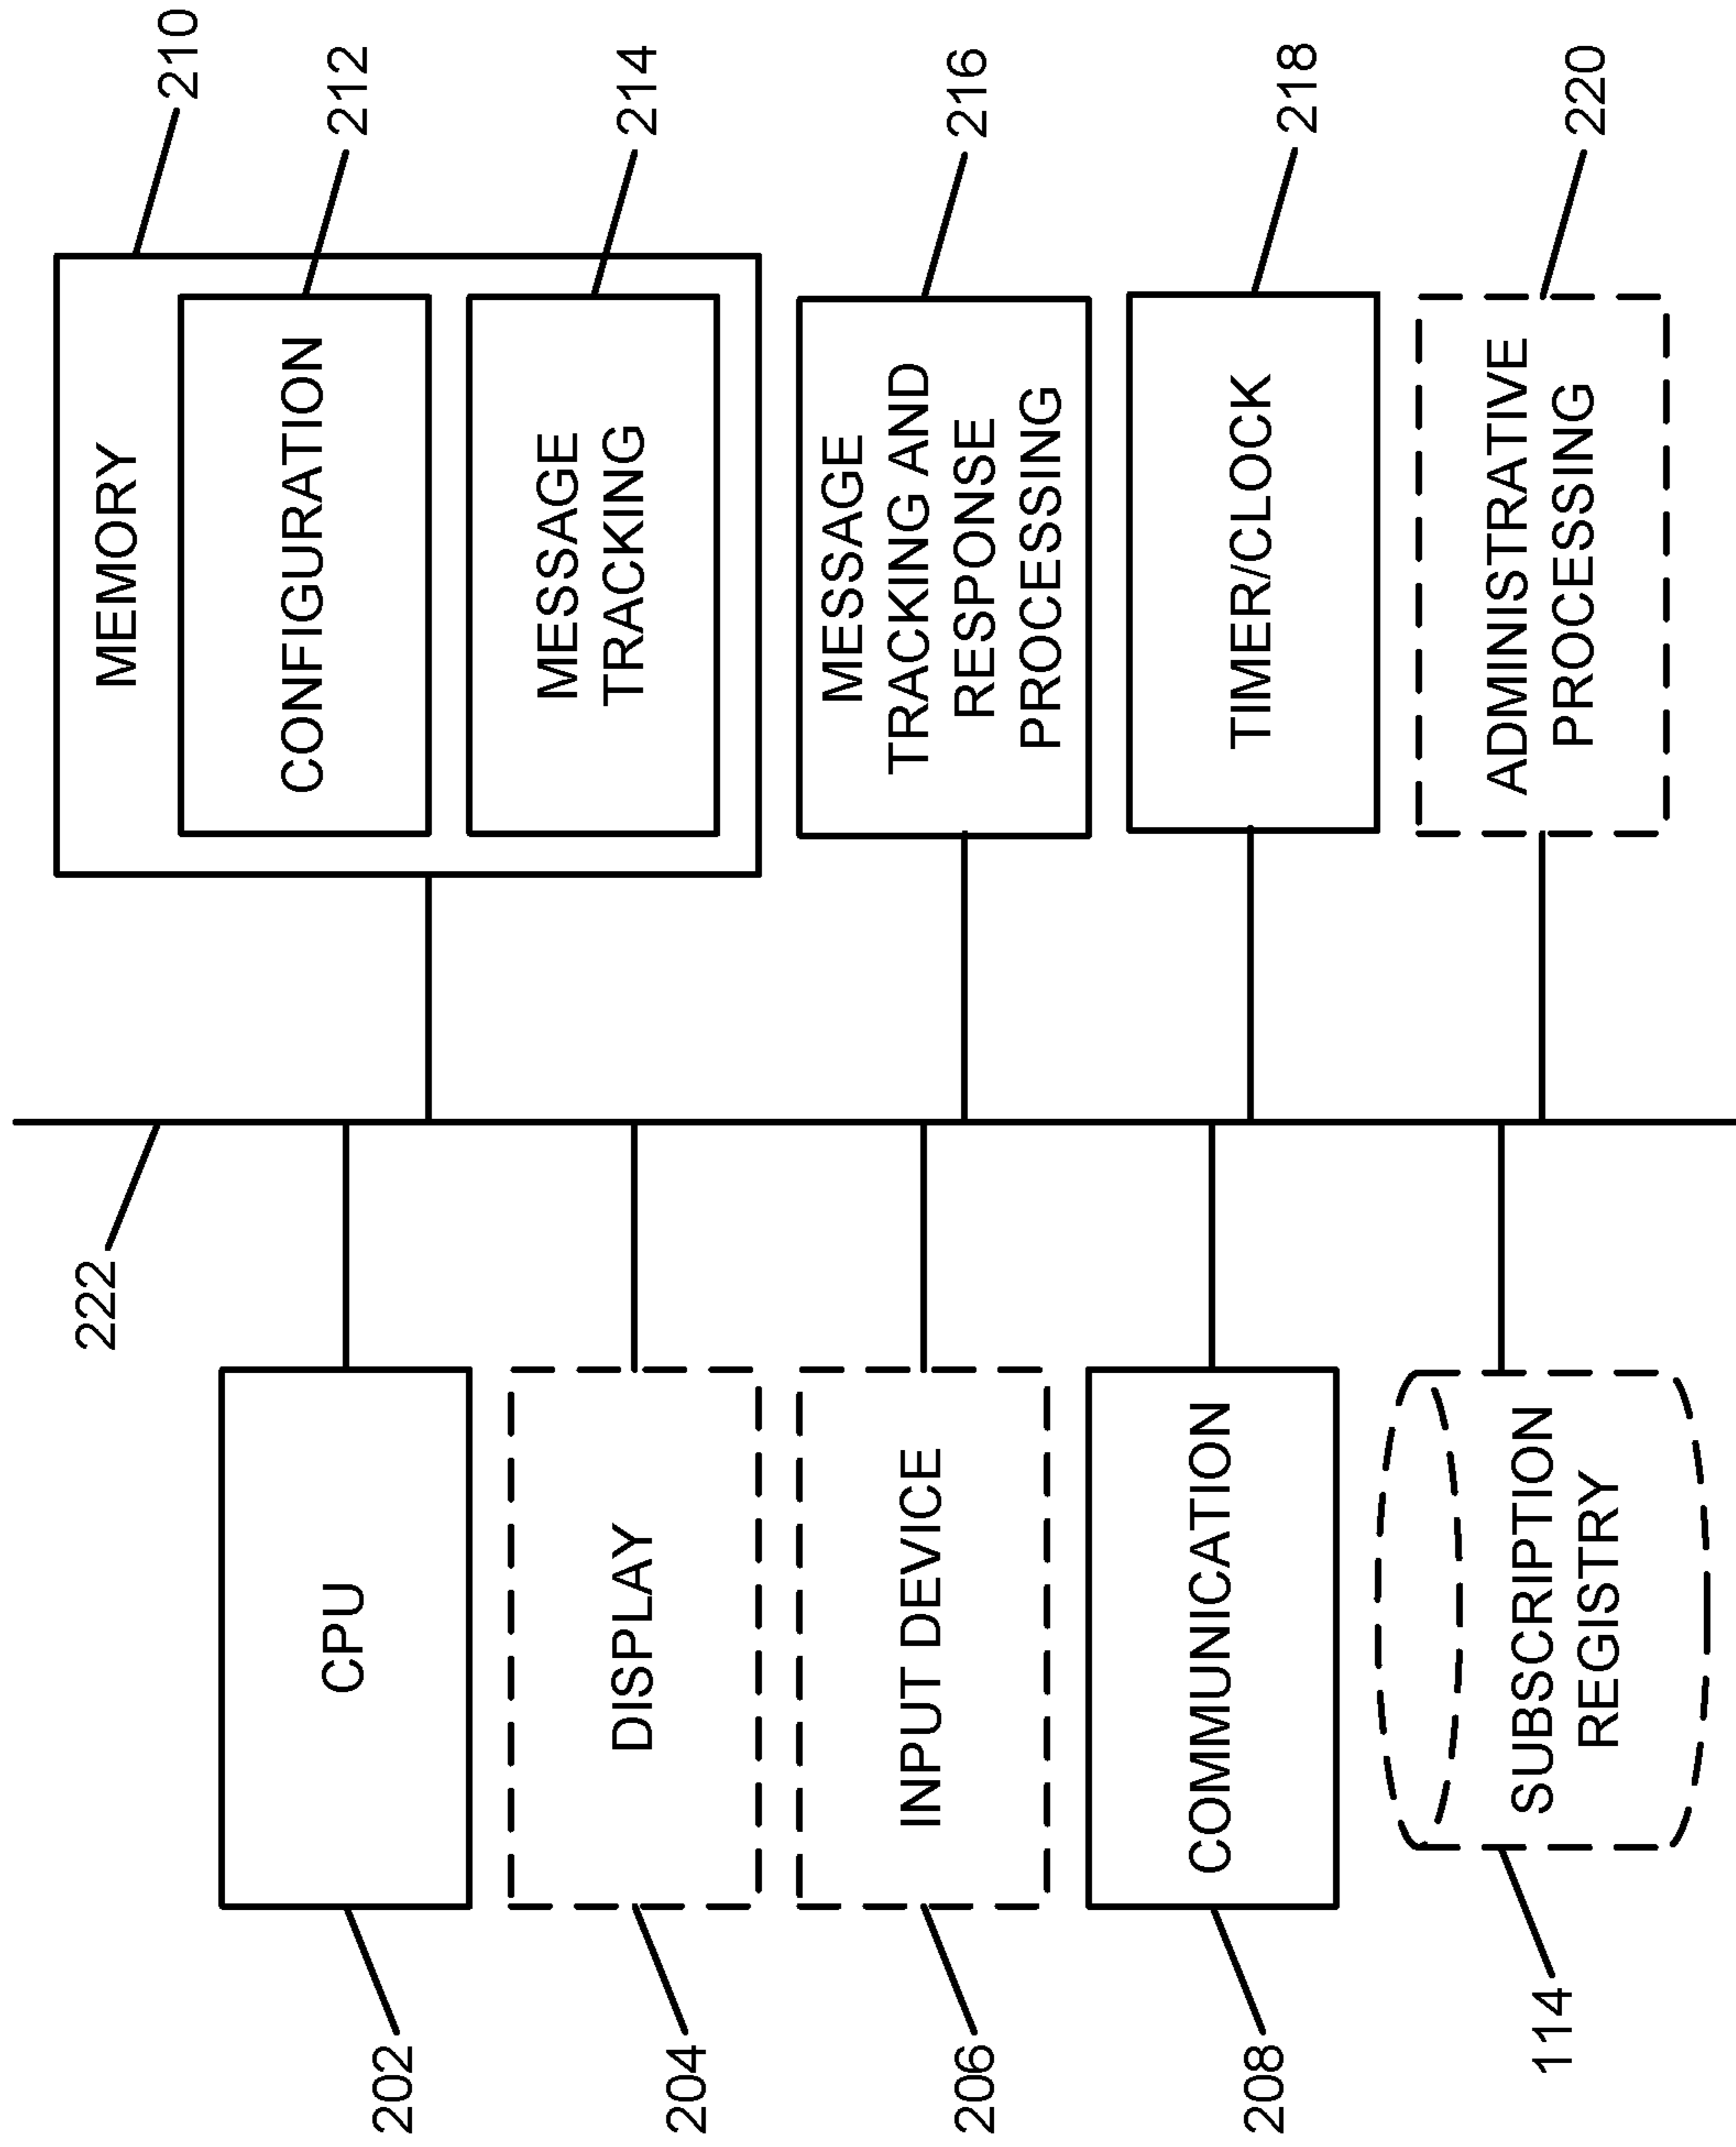 202
CPU
204
DISPLAY
206
INPUT DEVICE
208
COMMUNICATION
114
SUBSCRIPTION
REGISTRY
222
MEMORY
210
CONFIGURATION
212
MESSAGE
TRACKING
214
MESSAGE
TRACKING AND
RESPONSE
PROCESSING
216
TIMER/CLOCK
218
ADMINISTRATIVE
PROCESSING
220